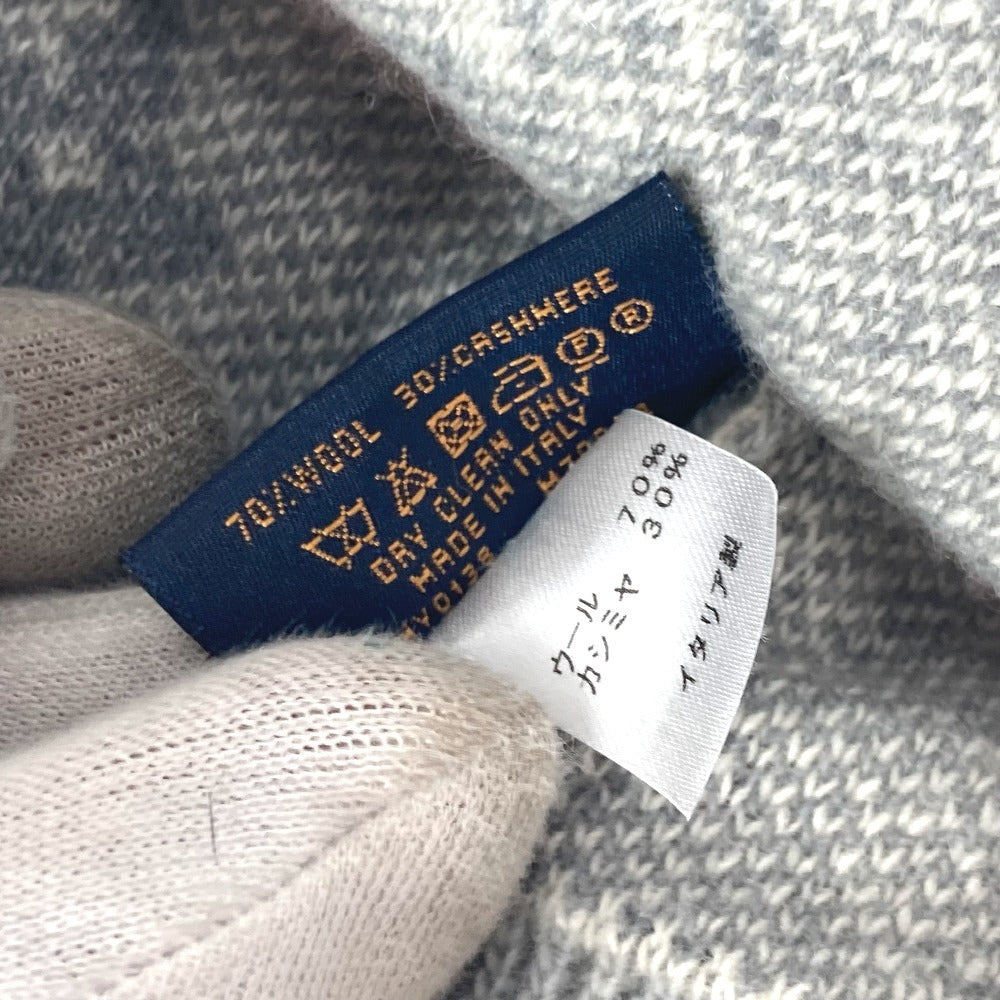 70%WOOL 30%CASHMERE
P R
DRY CLEAN ONLY
MADE IN ITALY
ウール 70%
カシミヤ 30%
イタリア製